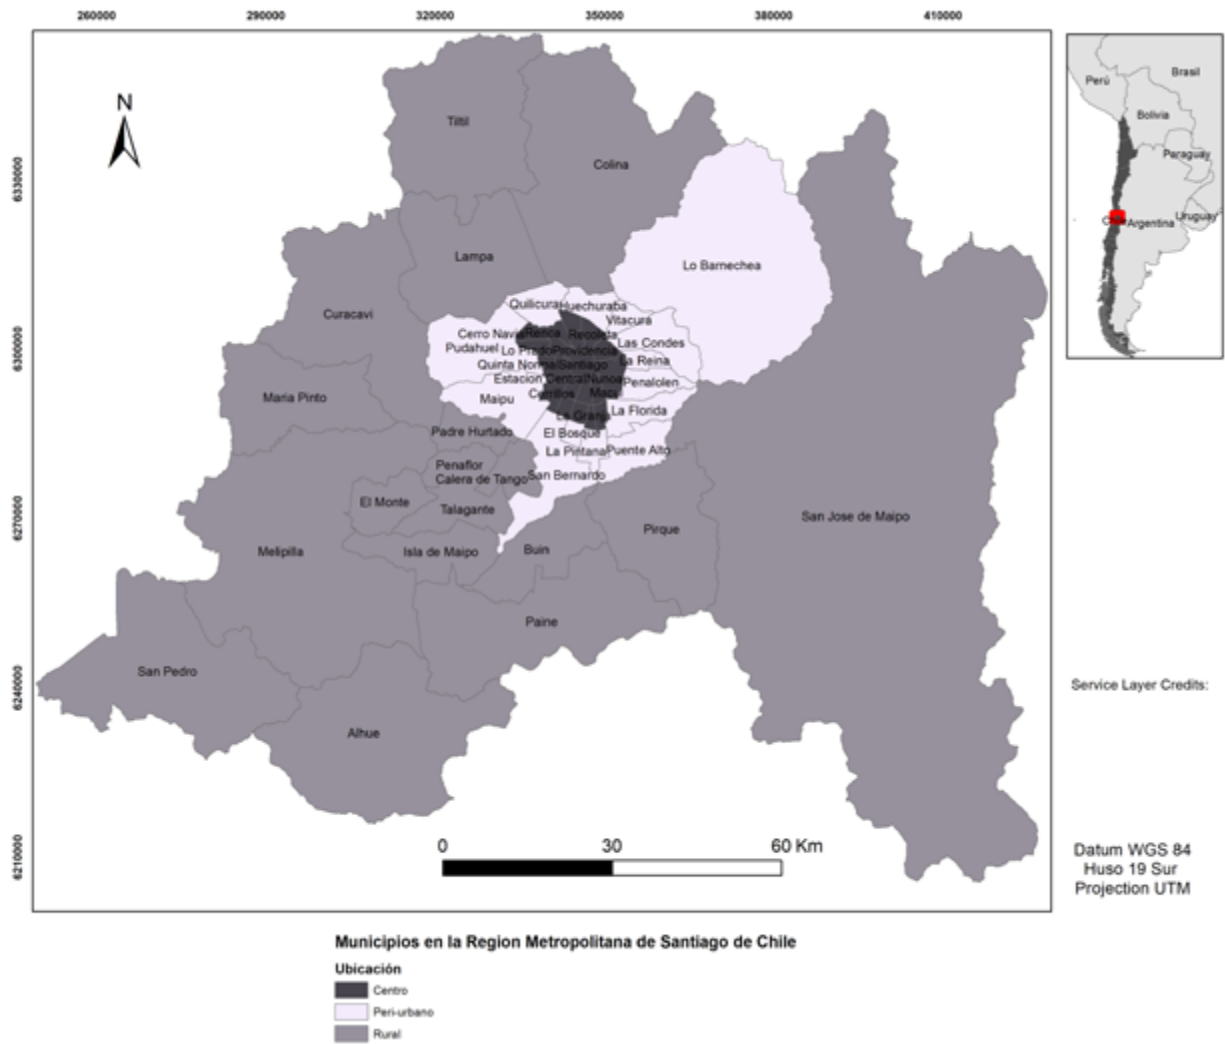 260000 290000 320000 350000 380000 410000
N
6330000
6300000
6270000
6240000
6210000
Tiltil
Colina
Lampa
Lo Barnechea
Curacavi
Quilicura Huechuraba
Vitacura
Cerro Navia Renca Recoleta
Las Condes
Pudahuel Lo Prado Providencia
La Reina
Quinta Normal Santiago
Estacion Central Nunoa Penalolen
Maria Pinto
Maipu Cerrillos Macu
La Granja La Florida
Padre Hurtado
El Bosque
La Pintana Puente Alto
Penaflor
Calera de Tango San Bernardo
El Monte
Talagante
San Jose de Maipo
Pirque
Melipilla
Isla de Maipo
Buin
Paine
San Pedro
Alhue
0 30 60 Km
Perú
Brasil
Bolivia
Paraguay
Chile Argentina Uruguay
Service Layer Credits:
Datum WGS 84
Huso 19 Sur
Projection UTM
Municipios en la Region Metropolitana de Santiago de Chile
Ubicación
Centro
Peri-urbano
Rural